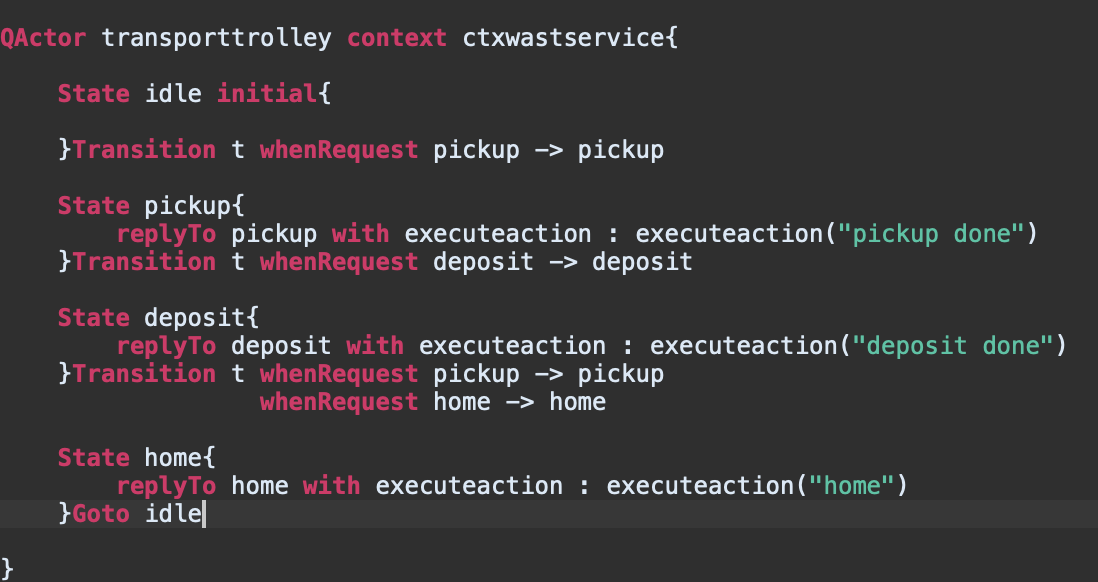 QActor transporttrolley context ctxwastservice{
State idle initial{
}Transition t whenRequest pickup -> pickup
State pickup{
replyTo pickup with executeaction : executeaction("pickup done")
}Transition t whenRequest deposit -> deposit
State deposit{
replyTo deposit with executeaction : executeaction("deposit done")
}Transition t whenRequest pickup -> pickup
whenRequest home -> home
State home{
replyTo home with executeaction : executeaction("home")
}Goto idle
}